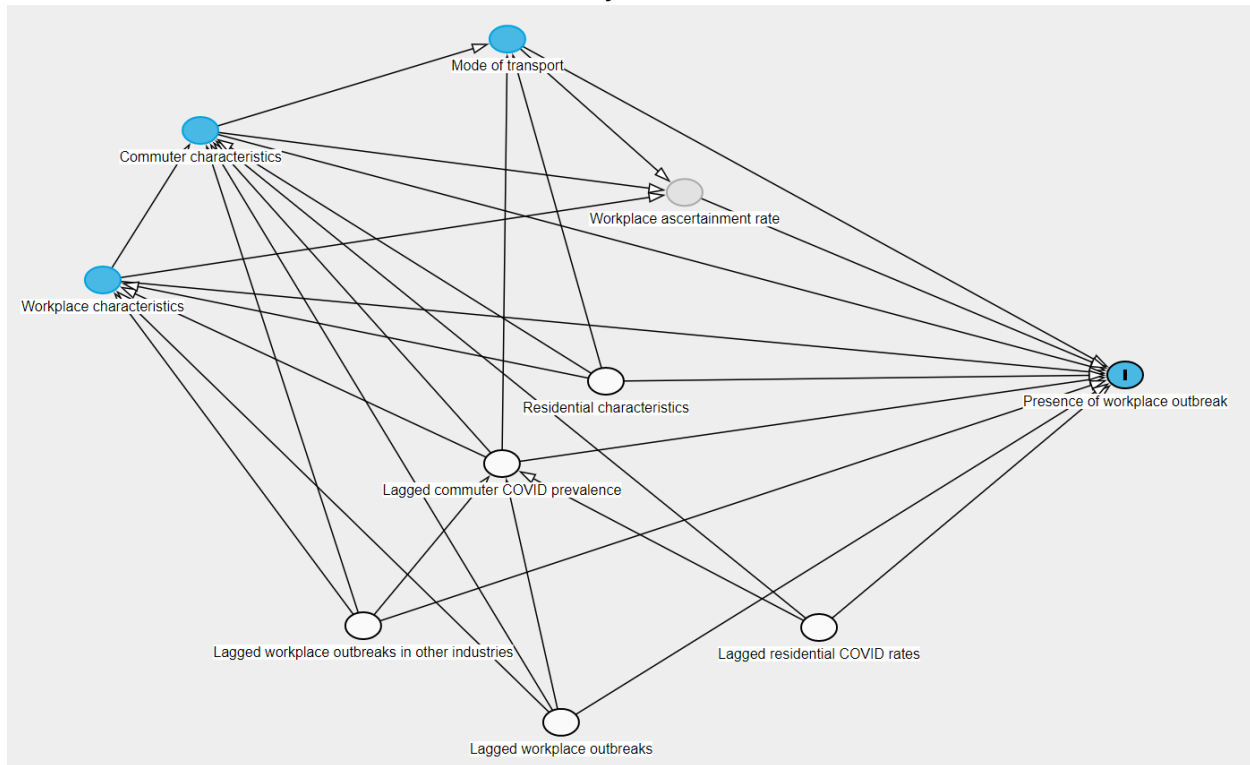 Mode of transport
Commuter characteristics
Workplace ascertainment rate
Workplace characteristics
Presence of workplace outbreak
Residential characteristics
Lagged commuter COVID prevalence
Lagged workplace outbreaks in other industries
Lagged residential COVID rates
Lagged workplace outbreaks